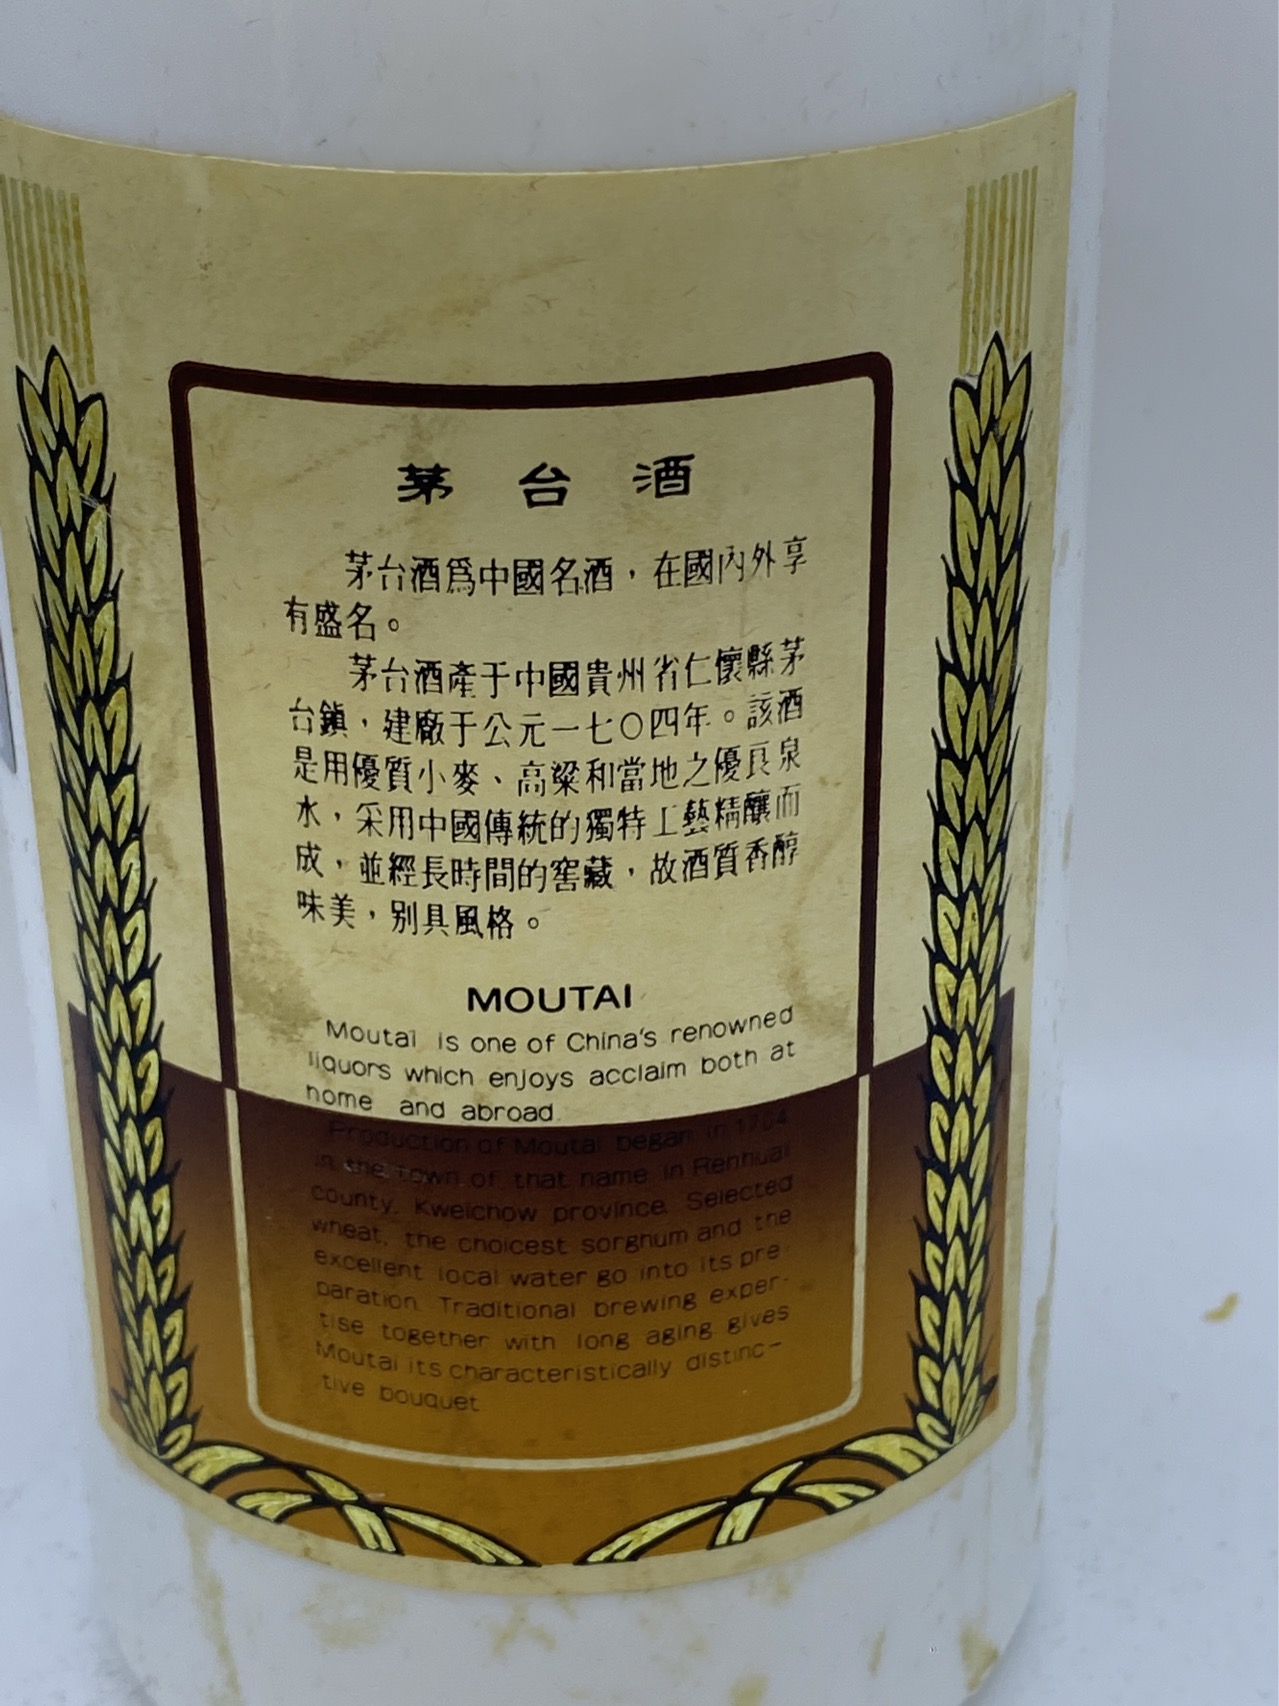 茅台酒
茅台酒爲中國名酒，在國內外享
有盛名。
茅台酒產于中國貴州省仁懷縣茅
台鎮，建廠于公元一七〇四年。該酒
是用優質小麥、高粱和當地之優良泉
水，采用中國傳統的獨特工藝精釀而
成，並經長時間的窖藏，故酒質香醇
味美，别具風格。
MOUTAI
Moutai is one of China's renowned
liquors which enjoys acclaim both at
home and abroad.
Production of Moutai began in 1704
in the town of that name in Renhuai
county, Kweichow province. Selected
wheat, the choicest sorghum and the
excellent local water go into its pre-
paration. Traditional brewing exper-
tise together with long aging gives
Moutai its characteristically distinc-
tive bouquet